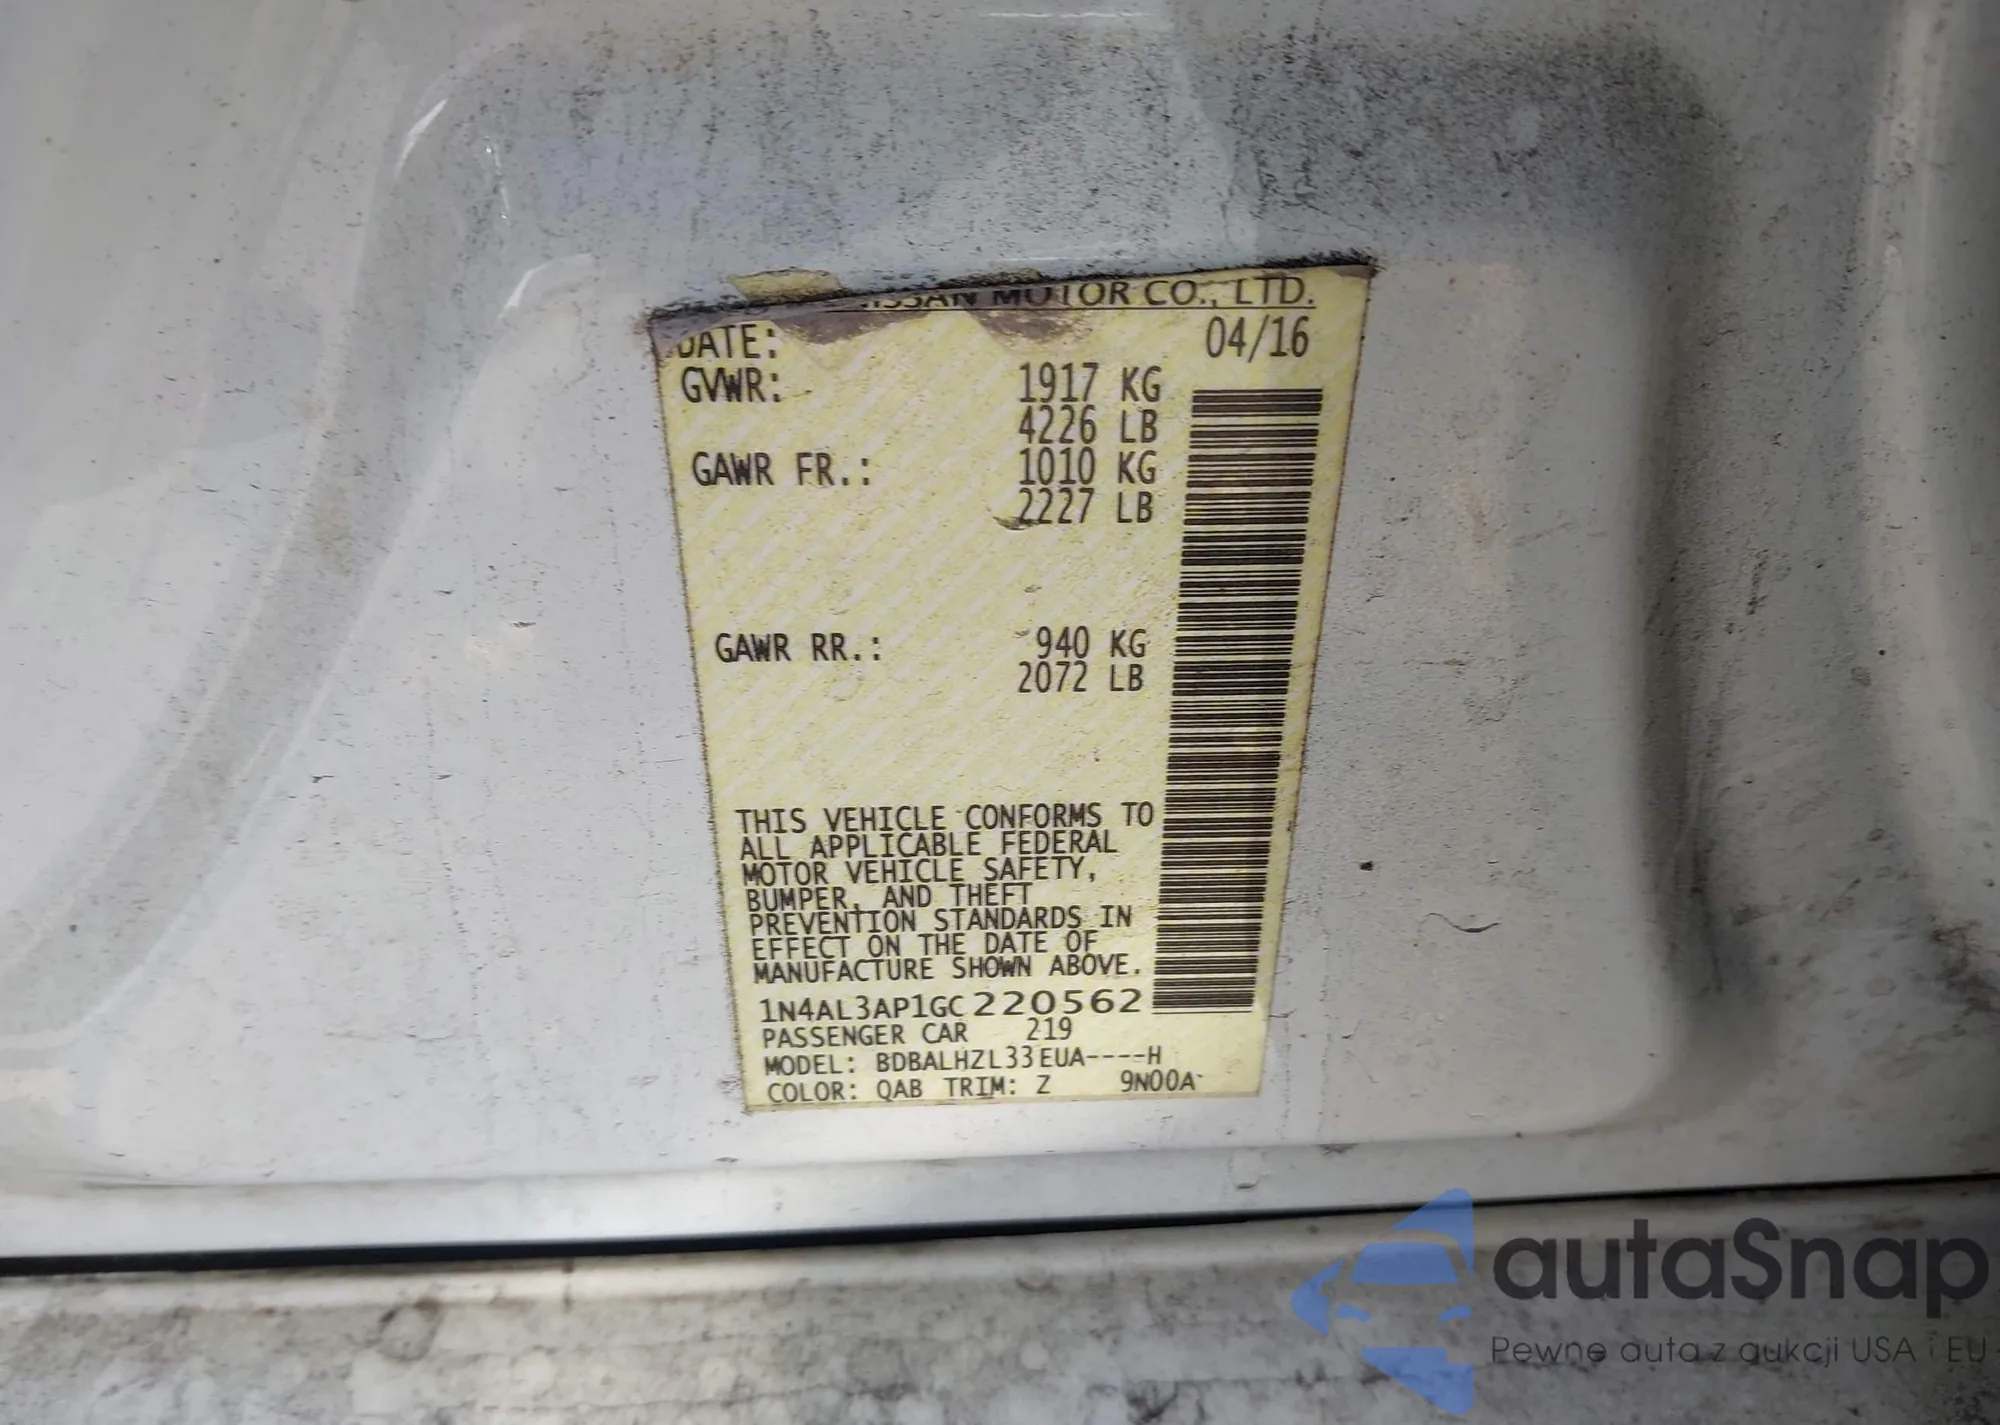 NISSAN MOTOR CO., LTD.
DATE: 04/16
GVWR: 1917 KG
4226 LB
GAWR FR.: 1010 KG
2227 LB
GAWR RR.: 940 KG
2072 LB
THIS VEHICLE CONFORMS TO
ALL APPLICABLE FEDERAL
MOTOR VEHICLE SAFETY,
BUMPER, AND THEFT
PREVENTION STANDARDS IN
EFFECT ON THE DATE OF
MANUFACTURE SHOWN ABOVE.
1N4AL3AP1GC220562
PASSENGER CAR 219
MODEL: BDBALHZL33EUA----H
COLOR: QAB TRIM: Z 9N00A
autaSnap
Pewne auta z aukcji USA i EU